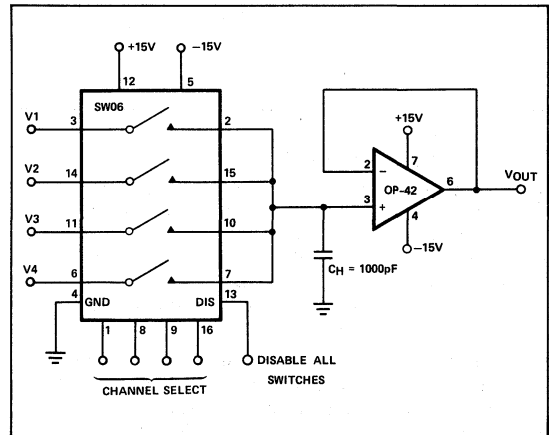 +15V
−15V
12
5
SW06
V1
3
2
V2
14
15
V3
11
10
V4
6
7
4
GND
DIS
13
1
8
9
16
CHANNEL SELECT
DISABLE ALL
SWITCHES
CH = 1000pF
+15V
7
2
−
OP-42
6
VOUT
3
+
4
−15V